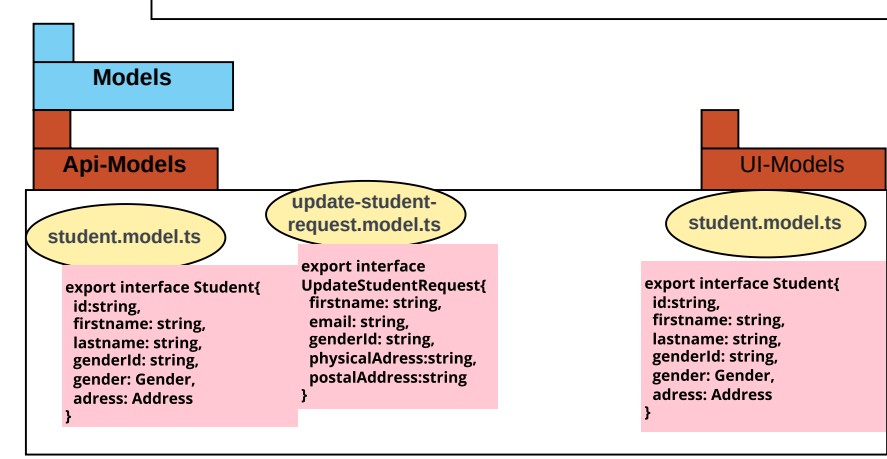 Models
Api-Models
UI-Models
student.model.ts
export interface Student{
id:string,
firstname: string,
lastname: string,
genderId: string,
gender: Gender,
adress: Address
}
update-student-
request.model.ts
export interface
UpdateStudentRequest{
firstname: string,
email: string,
genderId: string,
physicalAdress:string,
postalAddress:string
}
student.model.ts
export interface Student{
id:string,
firstname: string,
lastname: string,
genderId: string,
gender: Gender,
adress: Address
}